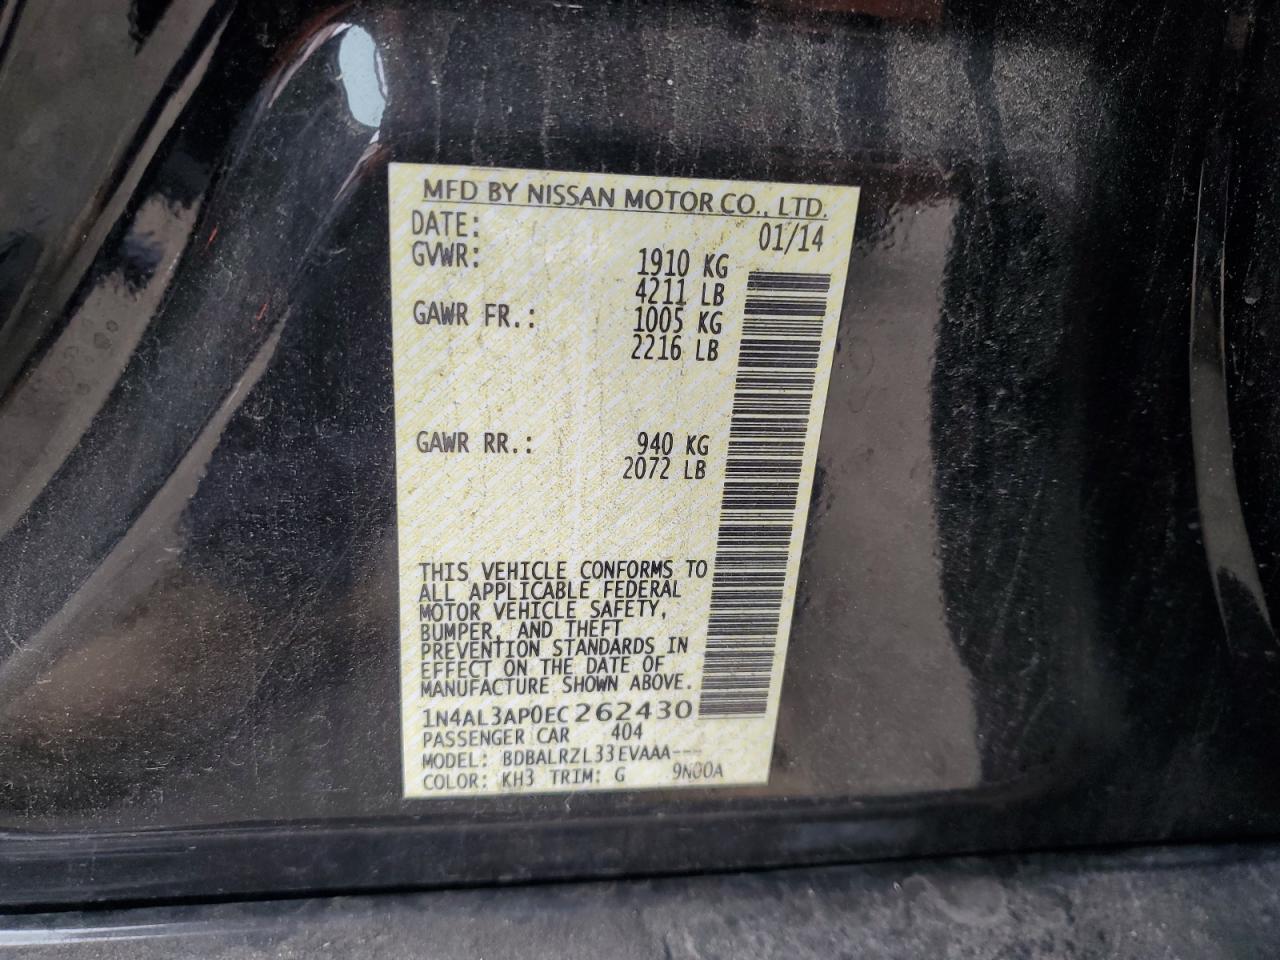 MFD BY NISSAN MOTOR CO., LTD.
DATE: 01/14
GVWR: 1910 KG
4211 LB
GAWR FR.: 1005 KG
2216 LB
GAWR RR.: 940 KG
2072 LB
THIS VEHICLE CONFORMS TO
ALL APPLICABLE FEDERAL
MOTOR VEHICLE SAFETY,
BUMPER, AND THEFT
PREVENTION STANDARDS IN
EFFECT ON THE DATE OF
MANUFACTURE SHOWN ABOVE.
1N4AL3AP0EC262430
PASSENGER CAR 404
MODEL: BDBALRZL33EVAAA---
COLOR: KH3 TRIM: G 9N00A